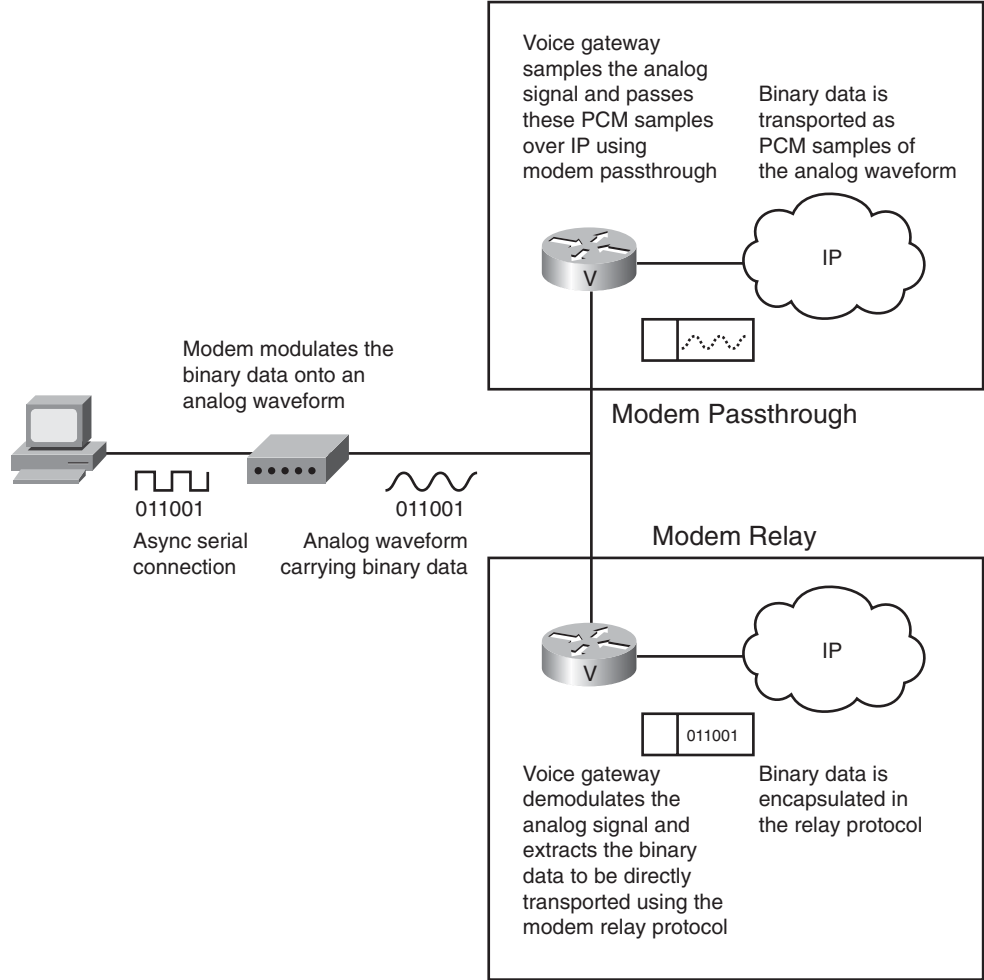 Voice gateway
samples the analog
signal and passes
these PCM samples
over IP using
modem passthrough
Binary data is
transported as
PCM samples of
the analog waveform
IP
V
Modem Passthrough
Modem modulates the
binary data onto an
analog waveform
011001
Async serial
connection
011001
Analog waveform
carrying binary data
Modem Relay
IP
V
011001
Voice gateway
demodulates the
analog signal and
extracts the binary
data to be directly
transported using the
modem relay protocol
Binary data is
encapsulated in
the relay protocol